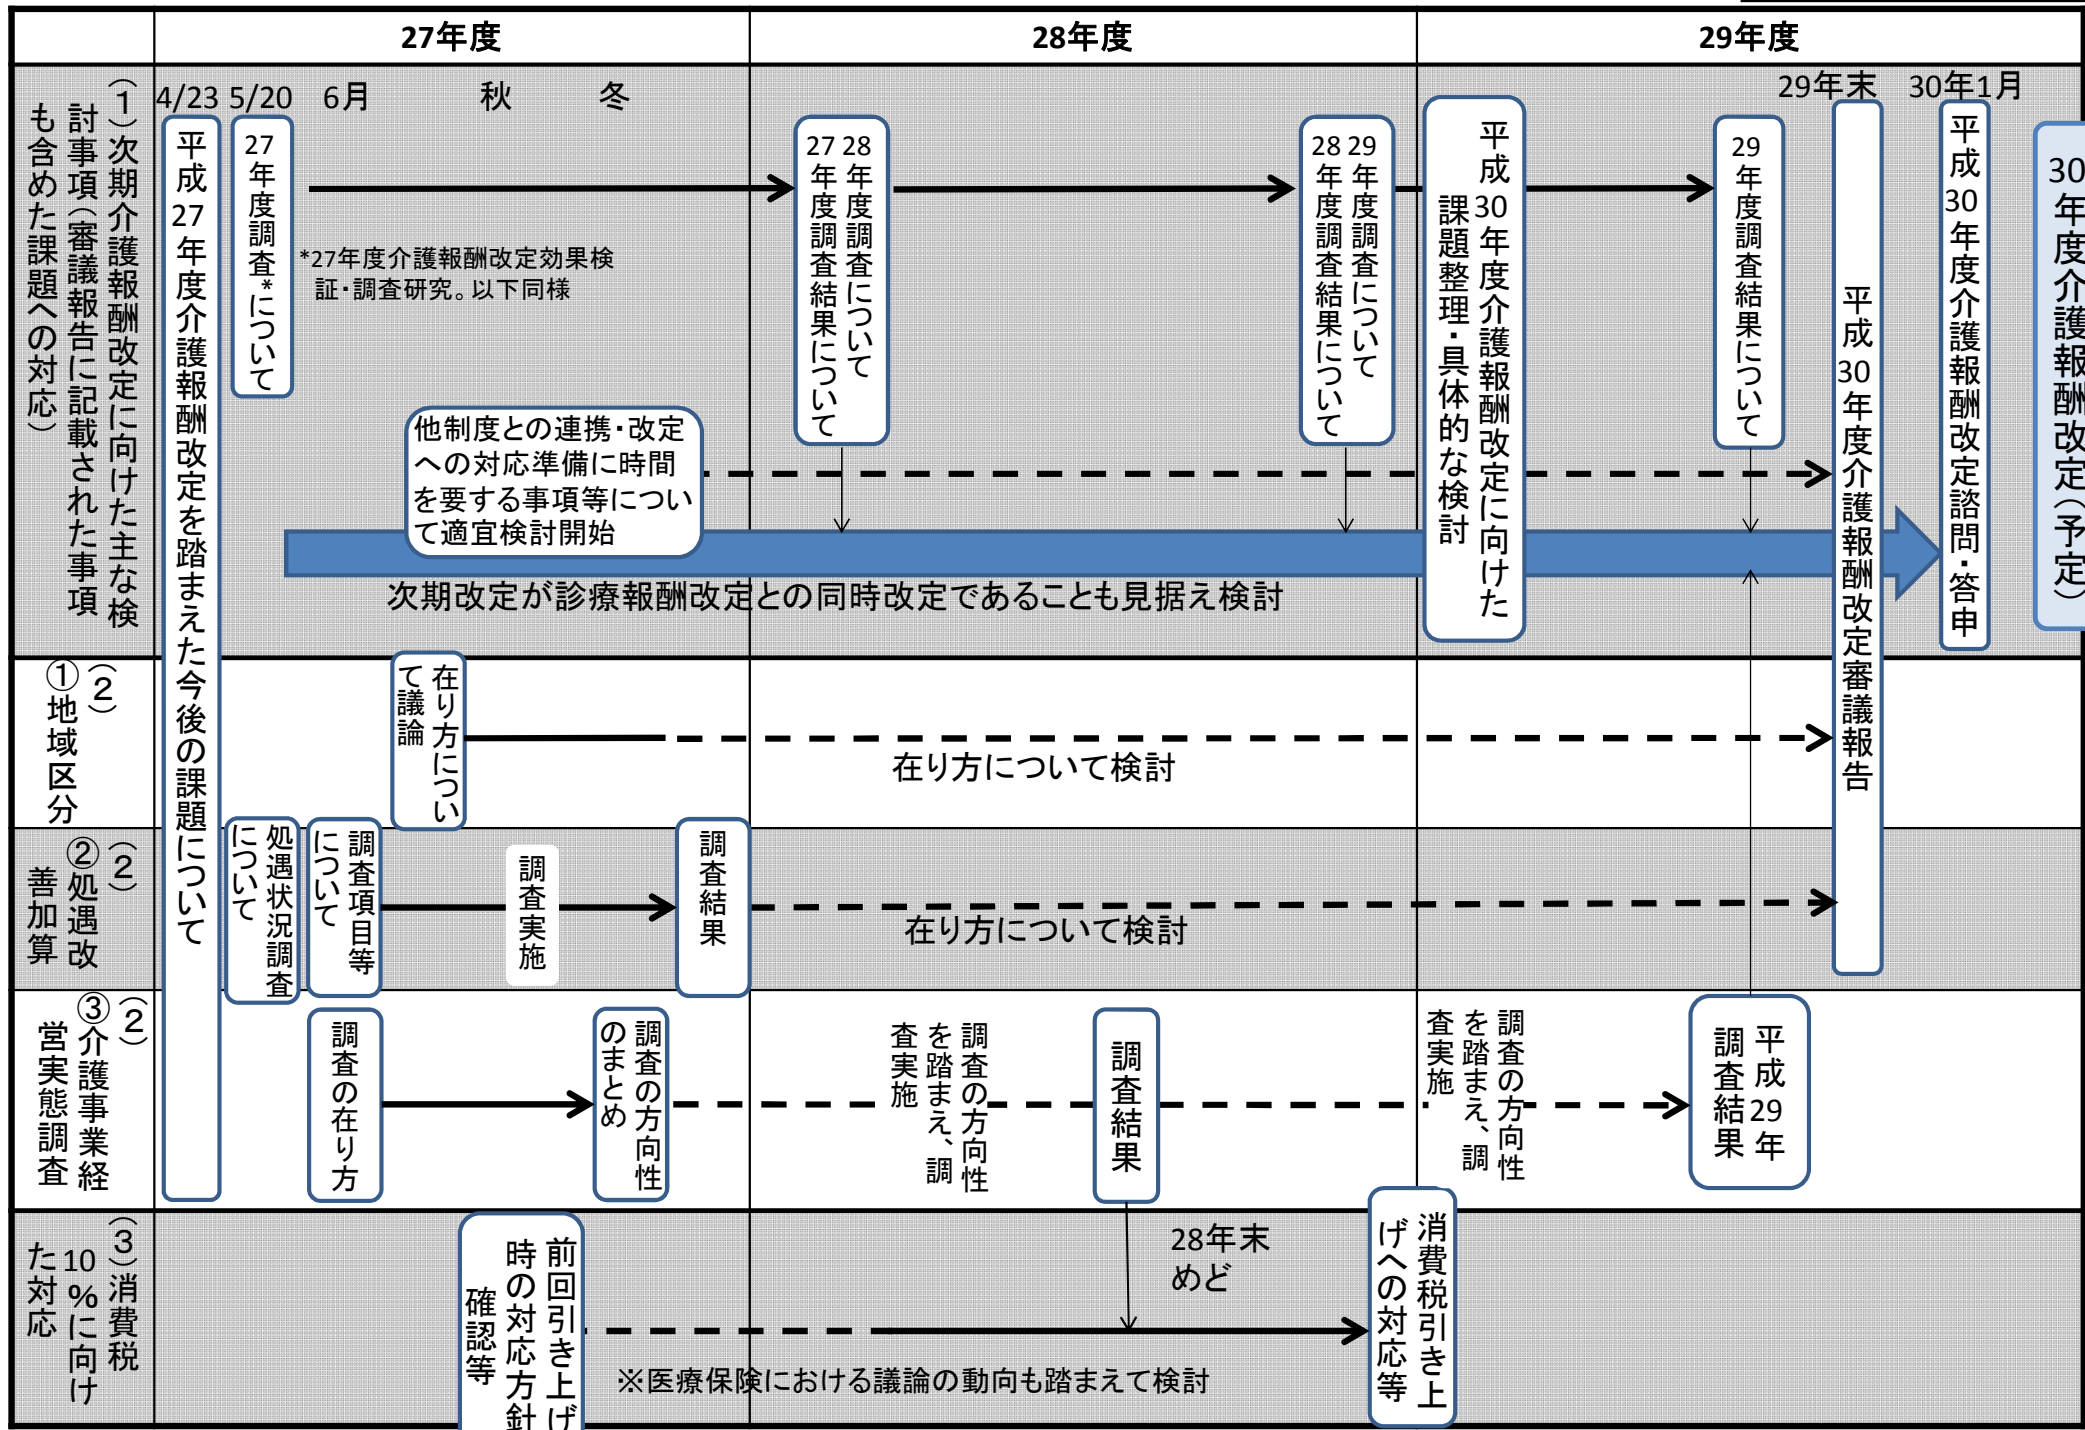 27年度
28年度
29年度
（１）次期介護報酬改定に向けた主な検
討事項（審議報告に記載された事項
も含めた課題への対応）
4/23
5/20
6月
秋
冬
29年末
30年1月
平成27年度介護報酬改定を踏まえた今後の課題について
27年度調査*について
*27年度介護報酬改定効果検
証・調査研究。以下同様
28年度調査について
27年度調査結果について
29年度調査について
28年度調査結果について
平成30年度介護報酬改定に向けた
課題整理・具体的な検討
29年度調査結果について
平成30年度介護報酬改定審議報告
平成30年度介護報酬改定諮問・答申
30年度介護報酬改定（予定）
他制度との連携・改定
への対応準備に時間
を要する事項等につい
て適宜検討開始
次期改定が診療報酬改定との同時改定であることも見据え検討
（２）
①地域区分
在り方につい
て議論
在り方について検討
（２）
②処遇改
善加算
処遇状況調査
について
調査項目等
について
調査実施
調査結果
在り方について検討
（２）
③介護事業経
営実態調査
調査の在り方
調査の方向性
のまとめ
調査の方向性
を踏まえ、調
査実施
調査結果
調査の方向性
を踏まえ、調
査実施
平成29年
調査結果
（３）消費税
10%に向け
た対応
前回引き上げ
時の対応方針
確認等
28年末
めど
消費税引き上
げへの対応等
※医療保険における議論の動向も踏まえて検討